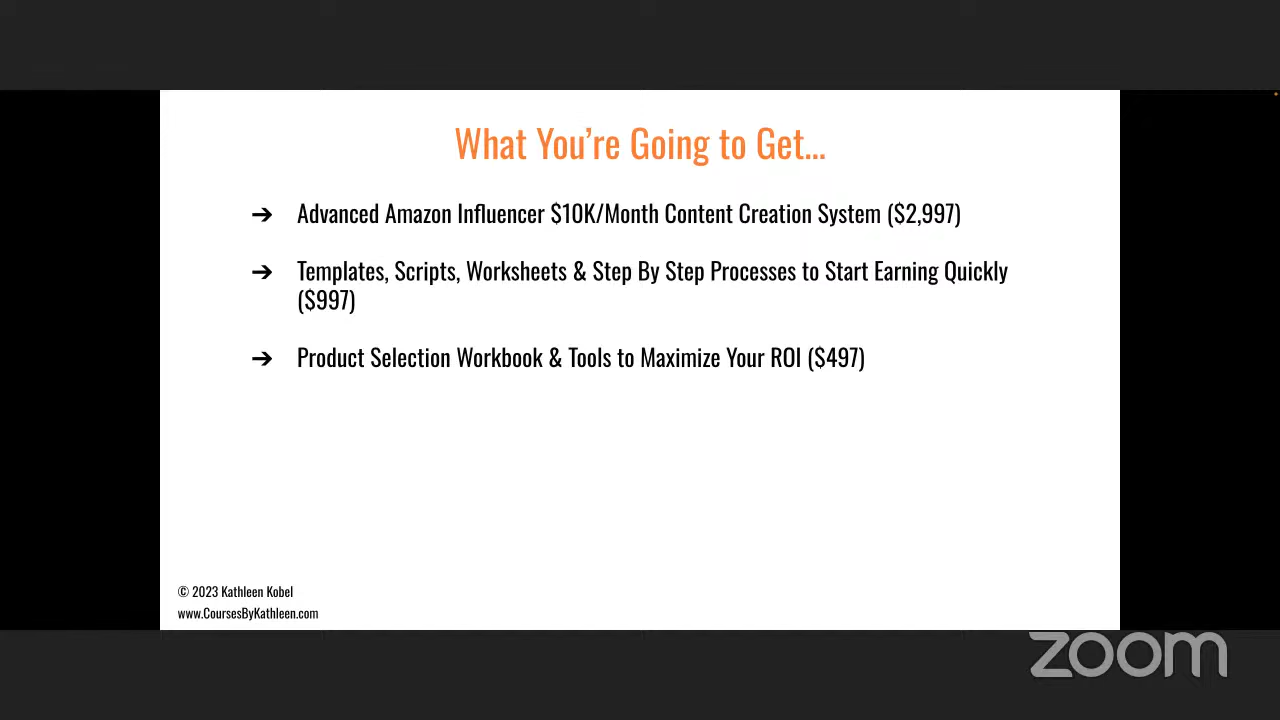 What You're Going to Get...
➔ Advanced Amazon Influencer $10K/Month Content Creation System ($2,997)
➔ Templates, Scripts, Worksheets & Step By Step Processes to Start Earning Quickly
($997)
➔ Product Selection Workbook & Tools to Maximize Your ROI ($497)
© 2023 Kathleen Kobel
www.CoursesByKathleen.com
zoom